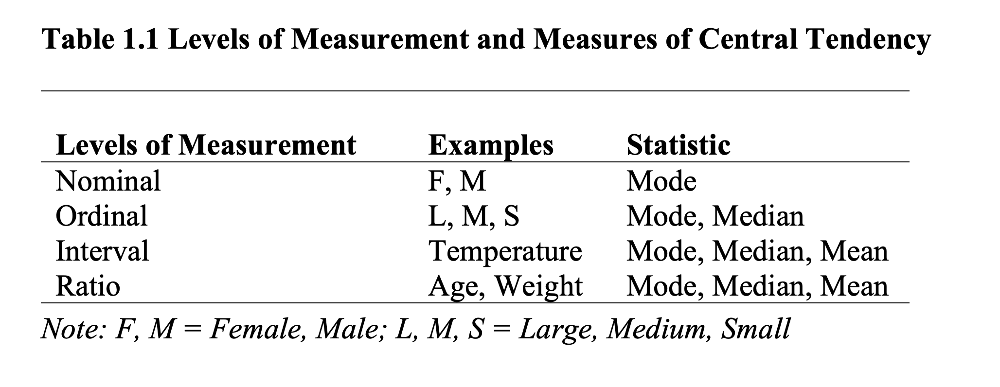 Table 1.1 Levels of Measurement and Measures of Central Tendency
Levels of Measurement Examples Statistic
Nominal F, M Mode
Ordinal L, M, S Mode, Median
Interval Temperature Mode, Median, Mean
Ratio Age, Weight Mode, Median, Mean
Note: F, M = Female, Male; L, M, S = Large, Medium, Small